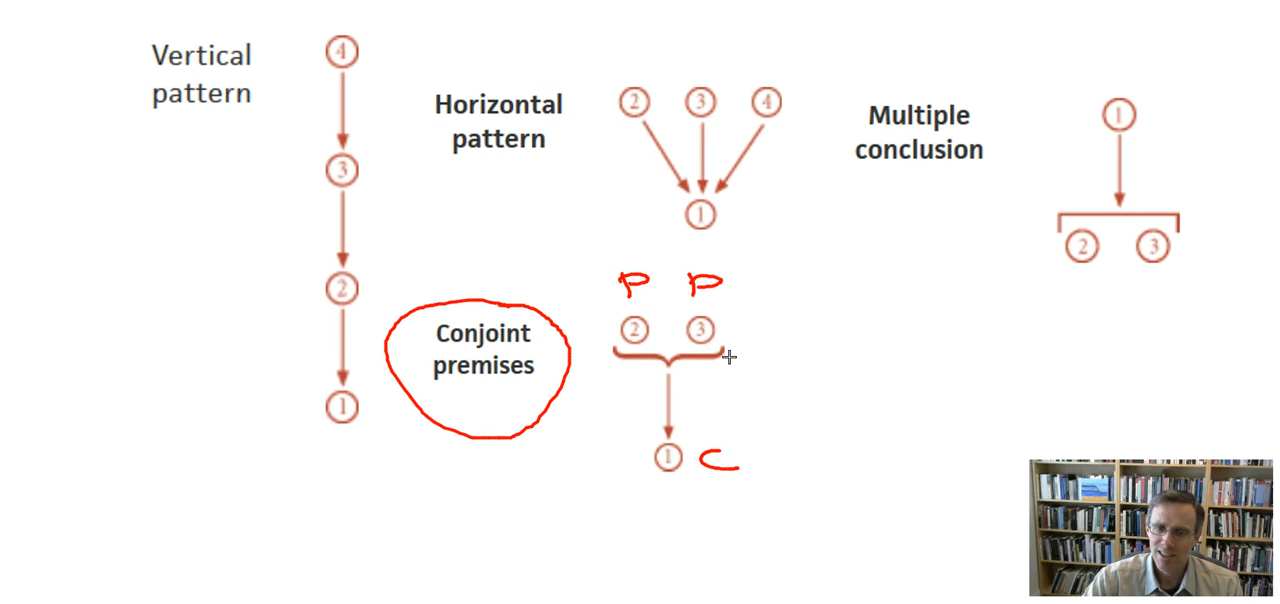 Vertical
pattern
4
3
2
1
Horizontal
pattern
2 3 4
1
Multiple
conclusion
1
2 3
Conjoint
premises
P P
2 3
1 C